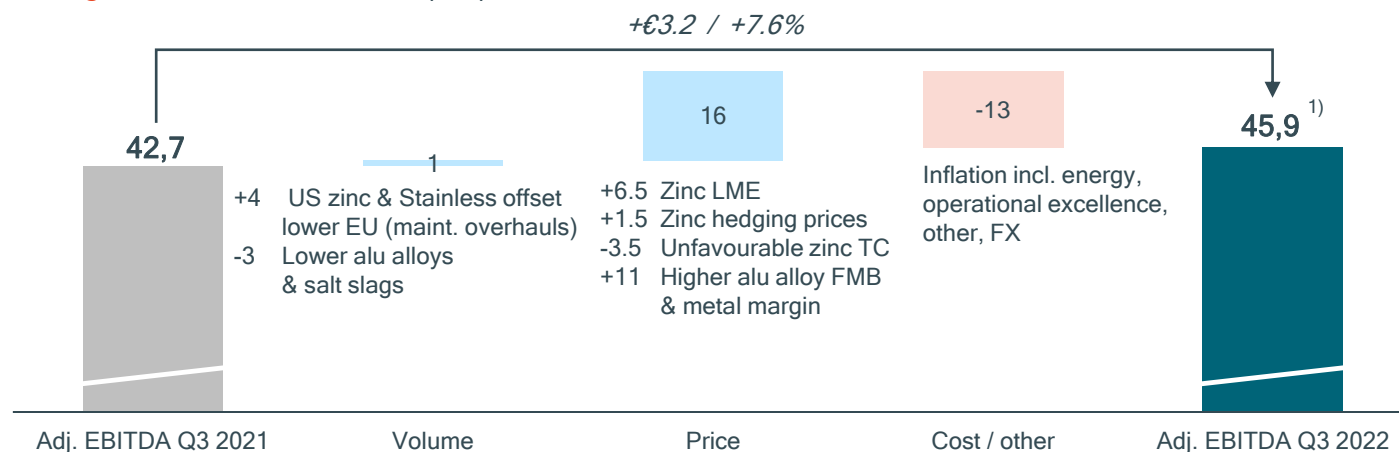 +€3.2 / +7.6%
42,7
1
16
-13
45,9 1)
+4 US zinc & Stainless offset
lower EU (maint. overhauls)
-3 Lower alu alloys
& salt slags
+6.5 Zinc LME
+1.5 Zinc hedging prices
-3.5 Unfavourable zinc TC
+11 Higher alu alloy FMB
& metal margin
Inflation incl. energy,
operational excellence,
other, FX
Adj. EBITDA Q3 2021
Volume
Price
Cost / other
Adj. EBITDA Q3 2022